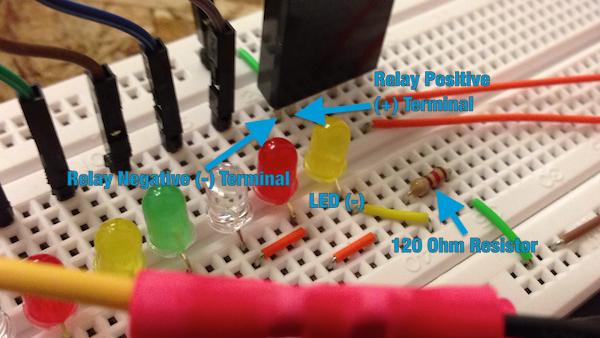 Relay Positive
(+) Terminal
Relay Negative (-) Terminal
LED (-)
120 Ohm Resistor